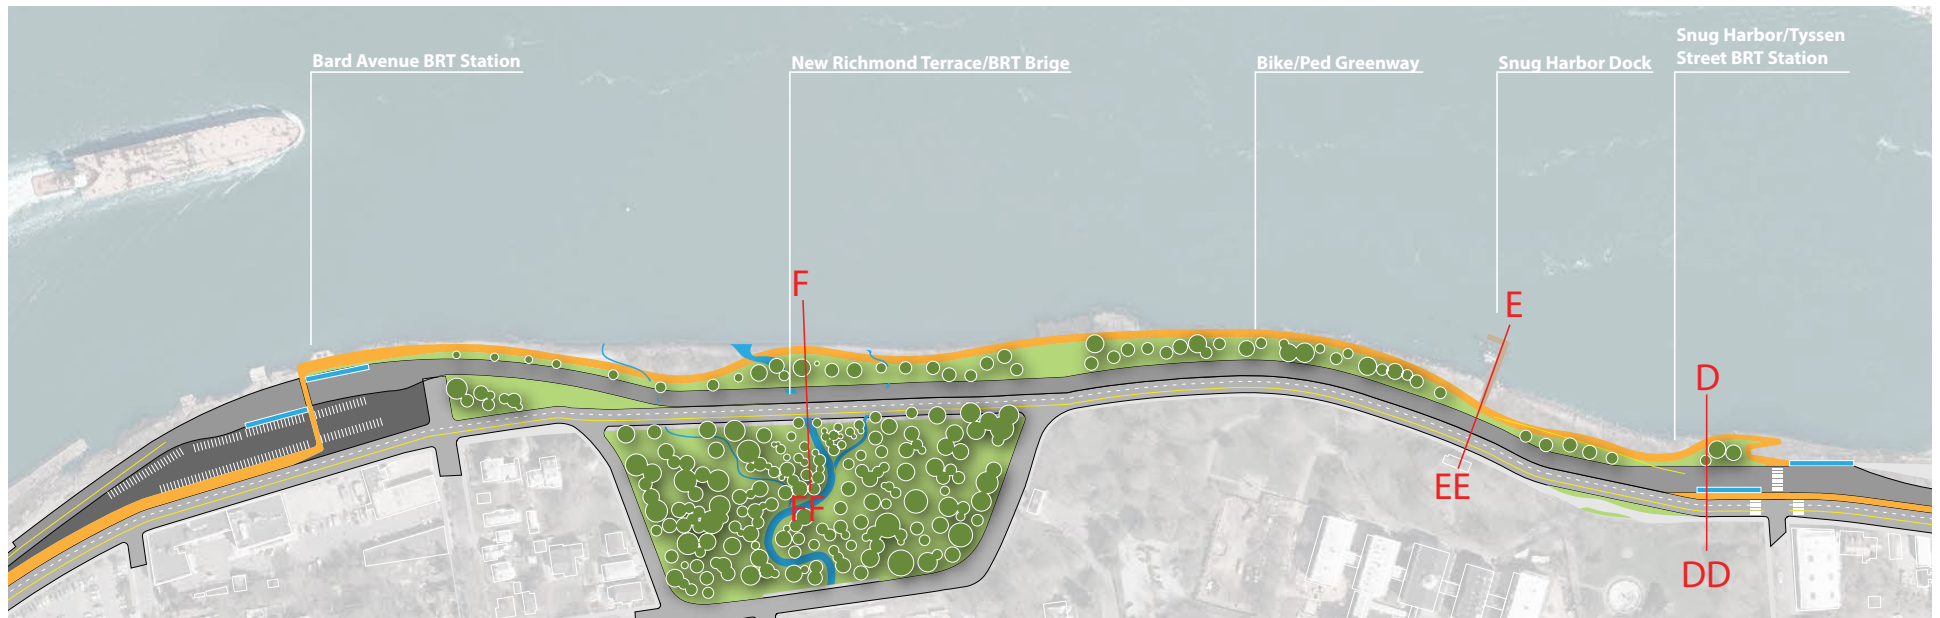 Bard Avenue BRT Station
New Richmond Terrace/BRT Brige
Bike/Ped Greenway
Snug Harbor Dock
Snug Harbor/Tyssen
Street BRT Station
F
FF
E
EE
D
DD